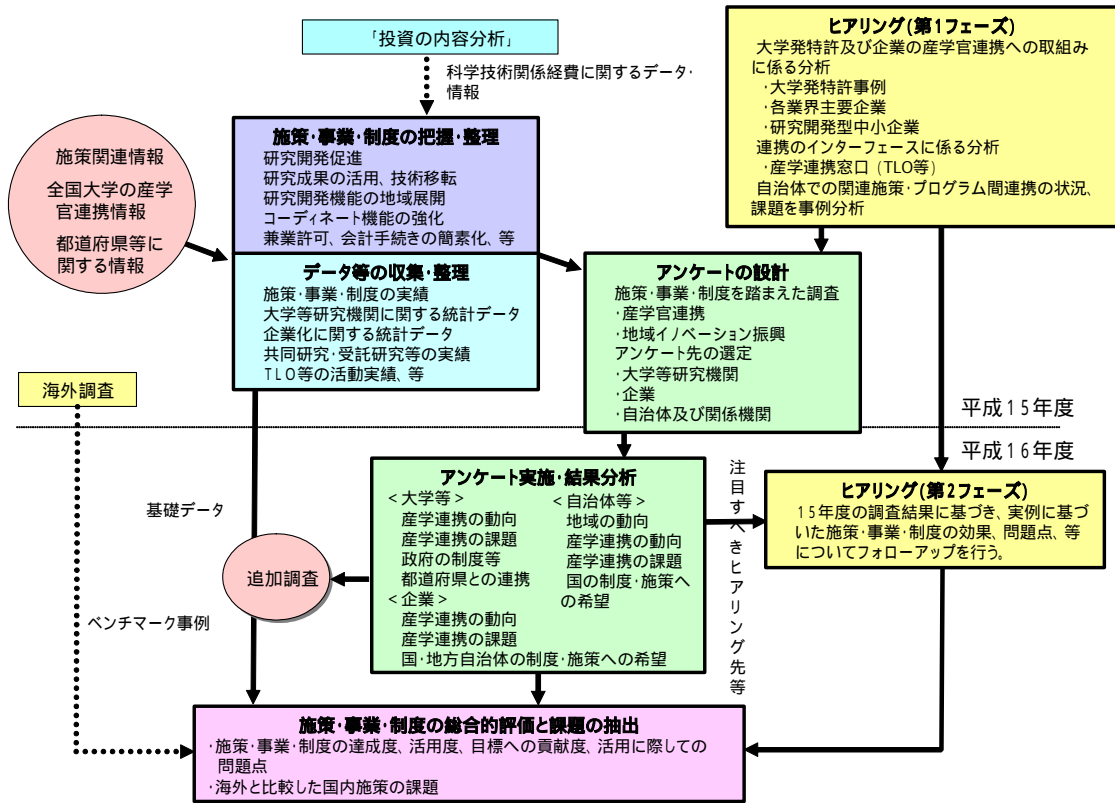 「投資の内容分析」
科学技術関係経費に関するデータ・
情報
施策関連情報
全国大学の産学
官連携情報
都道府県等に
関する情報
施策・事業・制度の把握・整理
研究開発促進
研究成果の活用、技術移転
研究開発機能の地域展開
コーディネート機能の強化
兼業許可、会計手続きの簡素化、等
データ等の収集・整理
施策・事業・制度の実績
大学等研究機関に関する統計データ
企業化に関する統計データ
共同研究・受託研究等の実績
TLO等の活動実績、等
ヒアリング(第1フェーズ)
大学発特許及び企業の産学官連携への取組み
に係る分析
・大学発特許事例
・各業界主要企業
・研究開発型中小企業
連携のインターフェースに係る分析
・産学連携窓口 (TLO等)
自治体での関連施策・プログラム間連携の状況、
課題を事例分析
アンケートの設計
施策・事業・制度を踏まえた調査
・産学官連携
・地域イノベーション振興
アンケート先の選定
・大学等研究機関
・企業
・自治体及び関係機関
海外調査
平成15年度
平成16年度
アンケート実施・結果分析
<大学等>
産学連携の動向
産学連携の課題
政府の制度等
都道府県との連携
<企業>
産学連携の動向
産学連携の課題
国・地方自治体の制度・施策への希望
<自治体等>
地域の動向
産学連携の動向
産学連携の課題
国の制度・施策へ
の希望
注目すべきヒアリング先等
ヒアリング(第2フェーズ)
15年度の調査結果に基づき、実例に基づ
いた施策・事業・制度の効果、問題点、等
についてフォローアップを行う。
基礎データ
追加調査
ベンチマーク事例
施策・事業・制度の総合的評価と課題の抽出
・施策・事業・制度の達成度、活用度、目標への貢献度、活用に際しての
問題点
・海外と比較した国内施策の課題